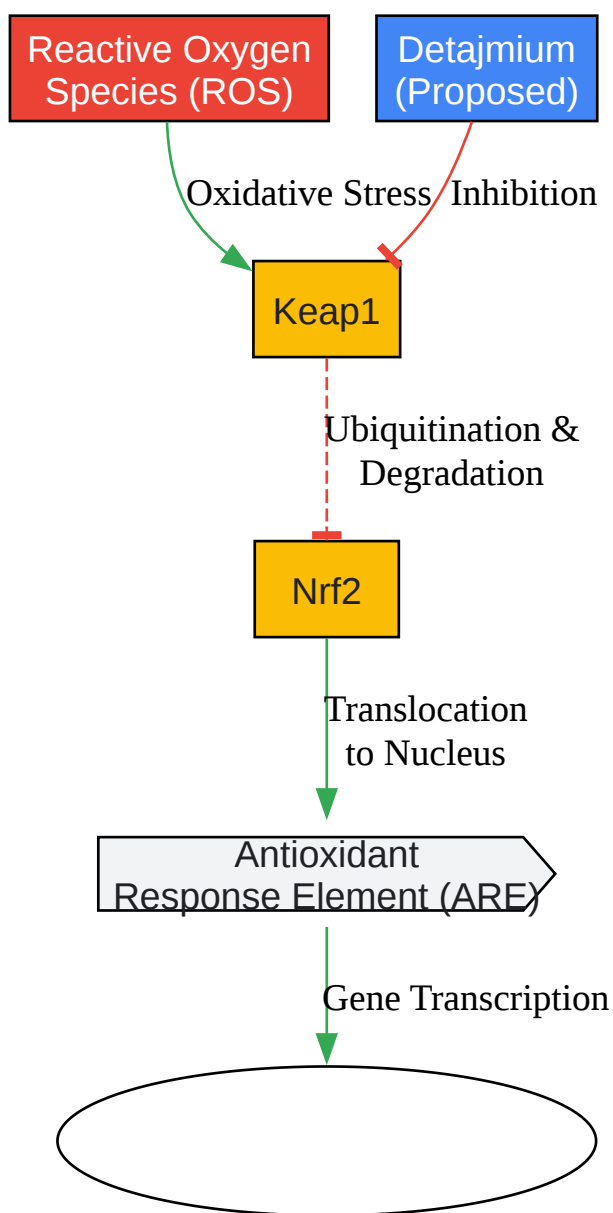 Reactive Oxygen
Species (ROS)
Detajmium
(Proposed)
Oxidative Stress
Inhibition
Keap1
Ubiquitination &
Degradation
Nrf2
Translocation
to Nucleus
Antioxidant
Response Element (ARE)
Gene Transcription